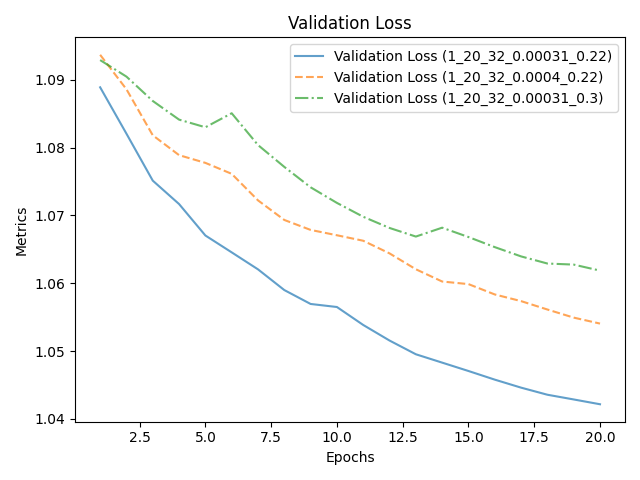 Validation Loss
Validation Loss (1_20_32_0.00031_0.22)
Validation Loss (1_20_32_0.0004_0.22)
Validation Loss (1_20_32_0.00031_0.3)
Metrics
1.09
1.08
1.07
1.06
1.05
1.04
2.5 5.0 7.5 10.0 12.5 15.0 17.5 20.0
Epochs